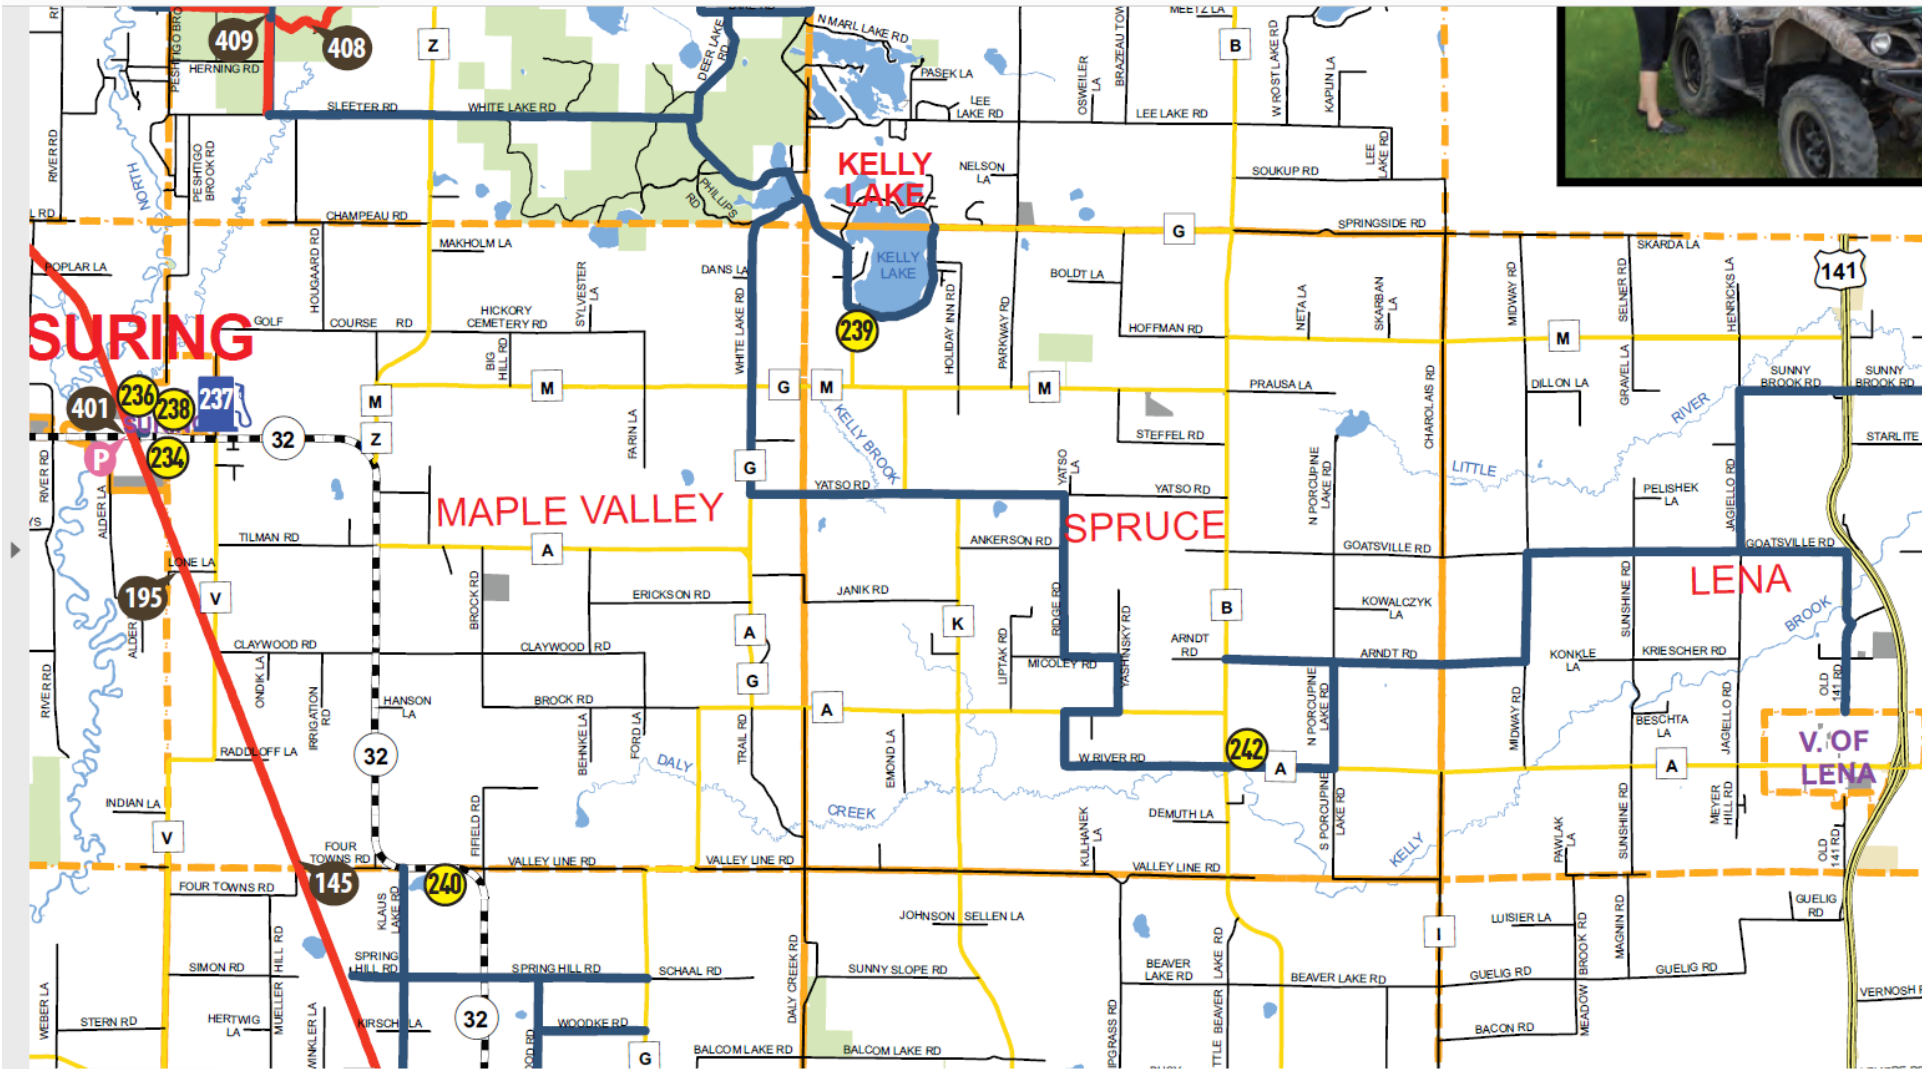 409
408
HERNING RD
PESHTIGO BRO
Z
DEER LAKE
RD
N MARL LAKE RD
MEETZ LA
B
PASEK LA
LEE
LAKE RD
OSWEILER
LA
BRAZEAU TOW
W ROST LAKE RD
KAPUN LA
SLEETER RD
WHITE LAKE RD
LEE LAKE RD
RIVER RD
NORTH
PESHTIGO
BROOK RD
PHILLIPS
RD
KELLY
LAKE
NELSON
LA
SOUKUP RD
LEE
LAKE RD
L RD
CHAMPEAU RD
G
SPRINGSIDE RD
SKARDA LA
POPLAR LA
HOUGAARD RD
MAKHOLM LA
SYLVESTER
LA
DANS LA
WHITE LAKE RD
KELLY
LAKE
HOLIDAY INN RD
PARKWAY RD
BOLDT LA
NETA LA
SKARBAN
LA
MIDWAY RD
SELNER RD
HENRICKS LA
141
SURING
GOLF COURSE RD
HICKORY
CEMETERY RD
BIG
HILL RD
239
HOFFMAN RD
M
236
238
237
401
234
P
32
M
Z
M
G
M
M
PRAUSA LA
CHAROLAIS RD
DILLON LA
GRAVEL LA
SUNNY
BROOK RD
SUNNY
BROOK RD
RIVER
LITTLE
STARLITE
FARIN LA
KELLY BROOK
STEFFEL RD
G
YATSO RD
YATSO
LA
YATSO RD
N PORCUPINE
LAKE RD
PELISHEK
LA
JAGIELLO RD
RIVER RD
ALDER LA
YS
MAPLE VALLEY
SPRUCE
TILMAN RD
A
ANKERSON RD
GOATSVILLE RD
GOATSVILLE RD
LENA
LONE LA
195
V
BROCK RD
ERICKSON RD
JANIK RD
K
RIDGE RD
B
KOWALCZYK
LA
SUNSHINE RD
BROOK
ALDER
CLAYWOOD RD
CLAYWOOD RD
A
G
LIPTAK RD
MICOLEY RD
YASHINSKY RD
ARNDT
RD
ARNDT RD
KONKLE
LA
KRIESCHER RD
RIVER RD
ONDIK LA
IRRIGATION
RD
HANSON
LA
BROCK RD
A
N PORCUPINE
LAKE RD
MIDWAY RD
BESCHTA
LA
JAGIELLO RD
OLD
141 RD
RADDLOFF LA
32
BEHNKE LA
FORD LA
TRAIL RD
DALY
CREEK
EMOND LA
W RIVER RD
242
A
A
V. OF
LENA
INDIAN LA
V
FIFIELD RD
KULHANEK
LA
DEMUTH LA
S PORCUPINE
LAKE RD
KELLY
PAWLAK
LA
SUNSHINE RD
MEYER
HILL RD
OLD
141 RD
FOUR
TOWNS RD
VALLEY LINE RD
VALLEY LINE RD
VALLEY LINE RD
FOUR TOWNS RD
145
240
KLAUS
LAKE RD
JOHNSON SELLEN LA
I
LUISIER LA
GUELIG
RD
SIMON RD
MUELLER HILL RD
SPRING
HILL RD
SPRING HILL RD
SCHAAL RD
DALY CREEK RD
SUNNY SLOPE RD
BEAVER
LAKE RD
BEAVER LAKE RD
GUELIG RD
MEADOW BROOK RD
MAGNIN RD
GUELIG RD
WEBER LA
STERN RD
HERTWIG
LA
WINKLER LA
KIRSCH LA
32
WOODKE RD
G
BALCOM LAKE RD
BALCOM LAKE RD
IPGRASS RD
TTLE BEAVER LAKE RD
BACON RD
VERNOSH